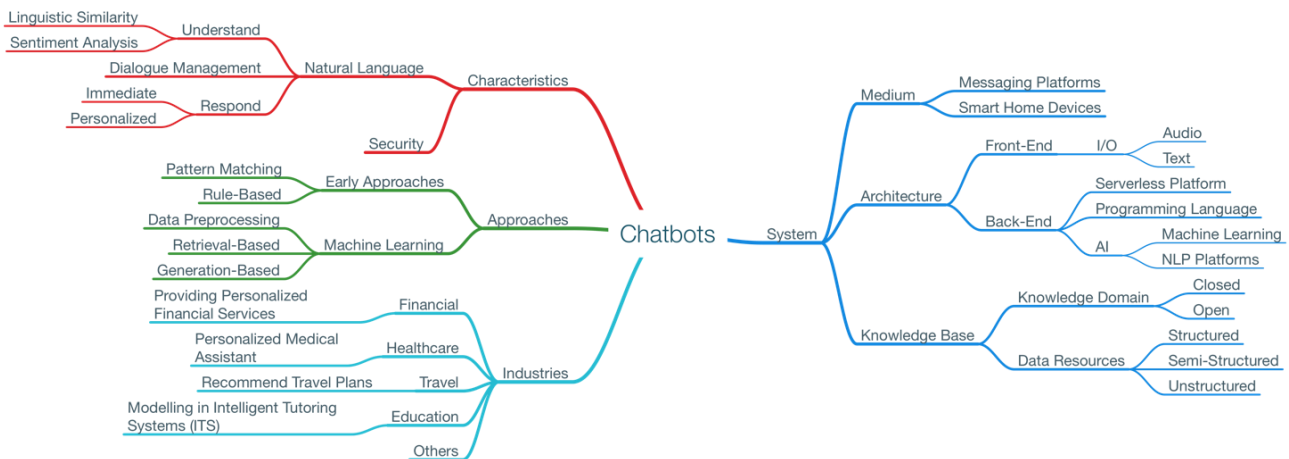 Linguistic Similarity
Sentiment Analysis
Understand
Dialogue Management
Immediate
Personalized
Respond
Natural Language
Security
Characteristics
Pattern Matching
Rule-Based
Early Approaches
Data Preprocessing
Retrieval-Based
Generation-Based
Machine Learning
Approaches
Providing Personalized
Financial Services
Financial
Personalized Medical
Assistant
Healthcare
Recommend Travel Plans
Travel
Modelling in Intelligent Tutoring
Systems (ITS)
Education
Others
Industries
Chatbots
System
Medium
Messaging Platforms
Smart Home Devices
Architecture
Front-End
I/O
Audio
Text
Back-End
Serverless Platform
Programming Language
AI
Machine Learning
NLP Platforms
Knowledge Base
Knowledge Domain
Closed
Open
Data Resources
Structured
Semi-Structured
Unstructured